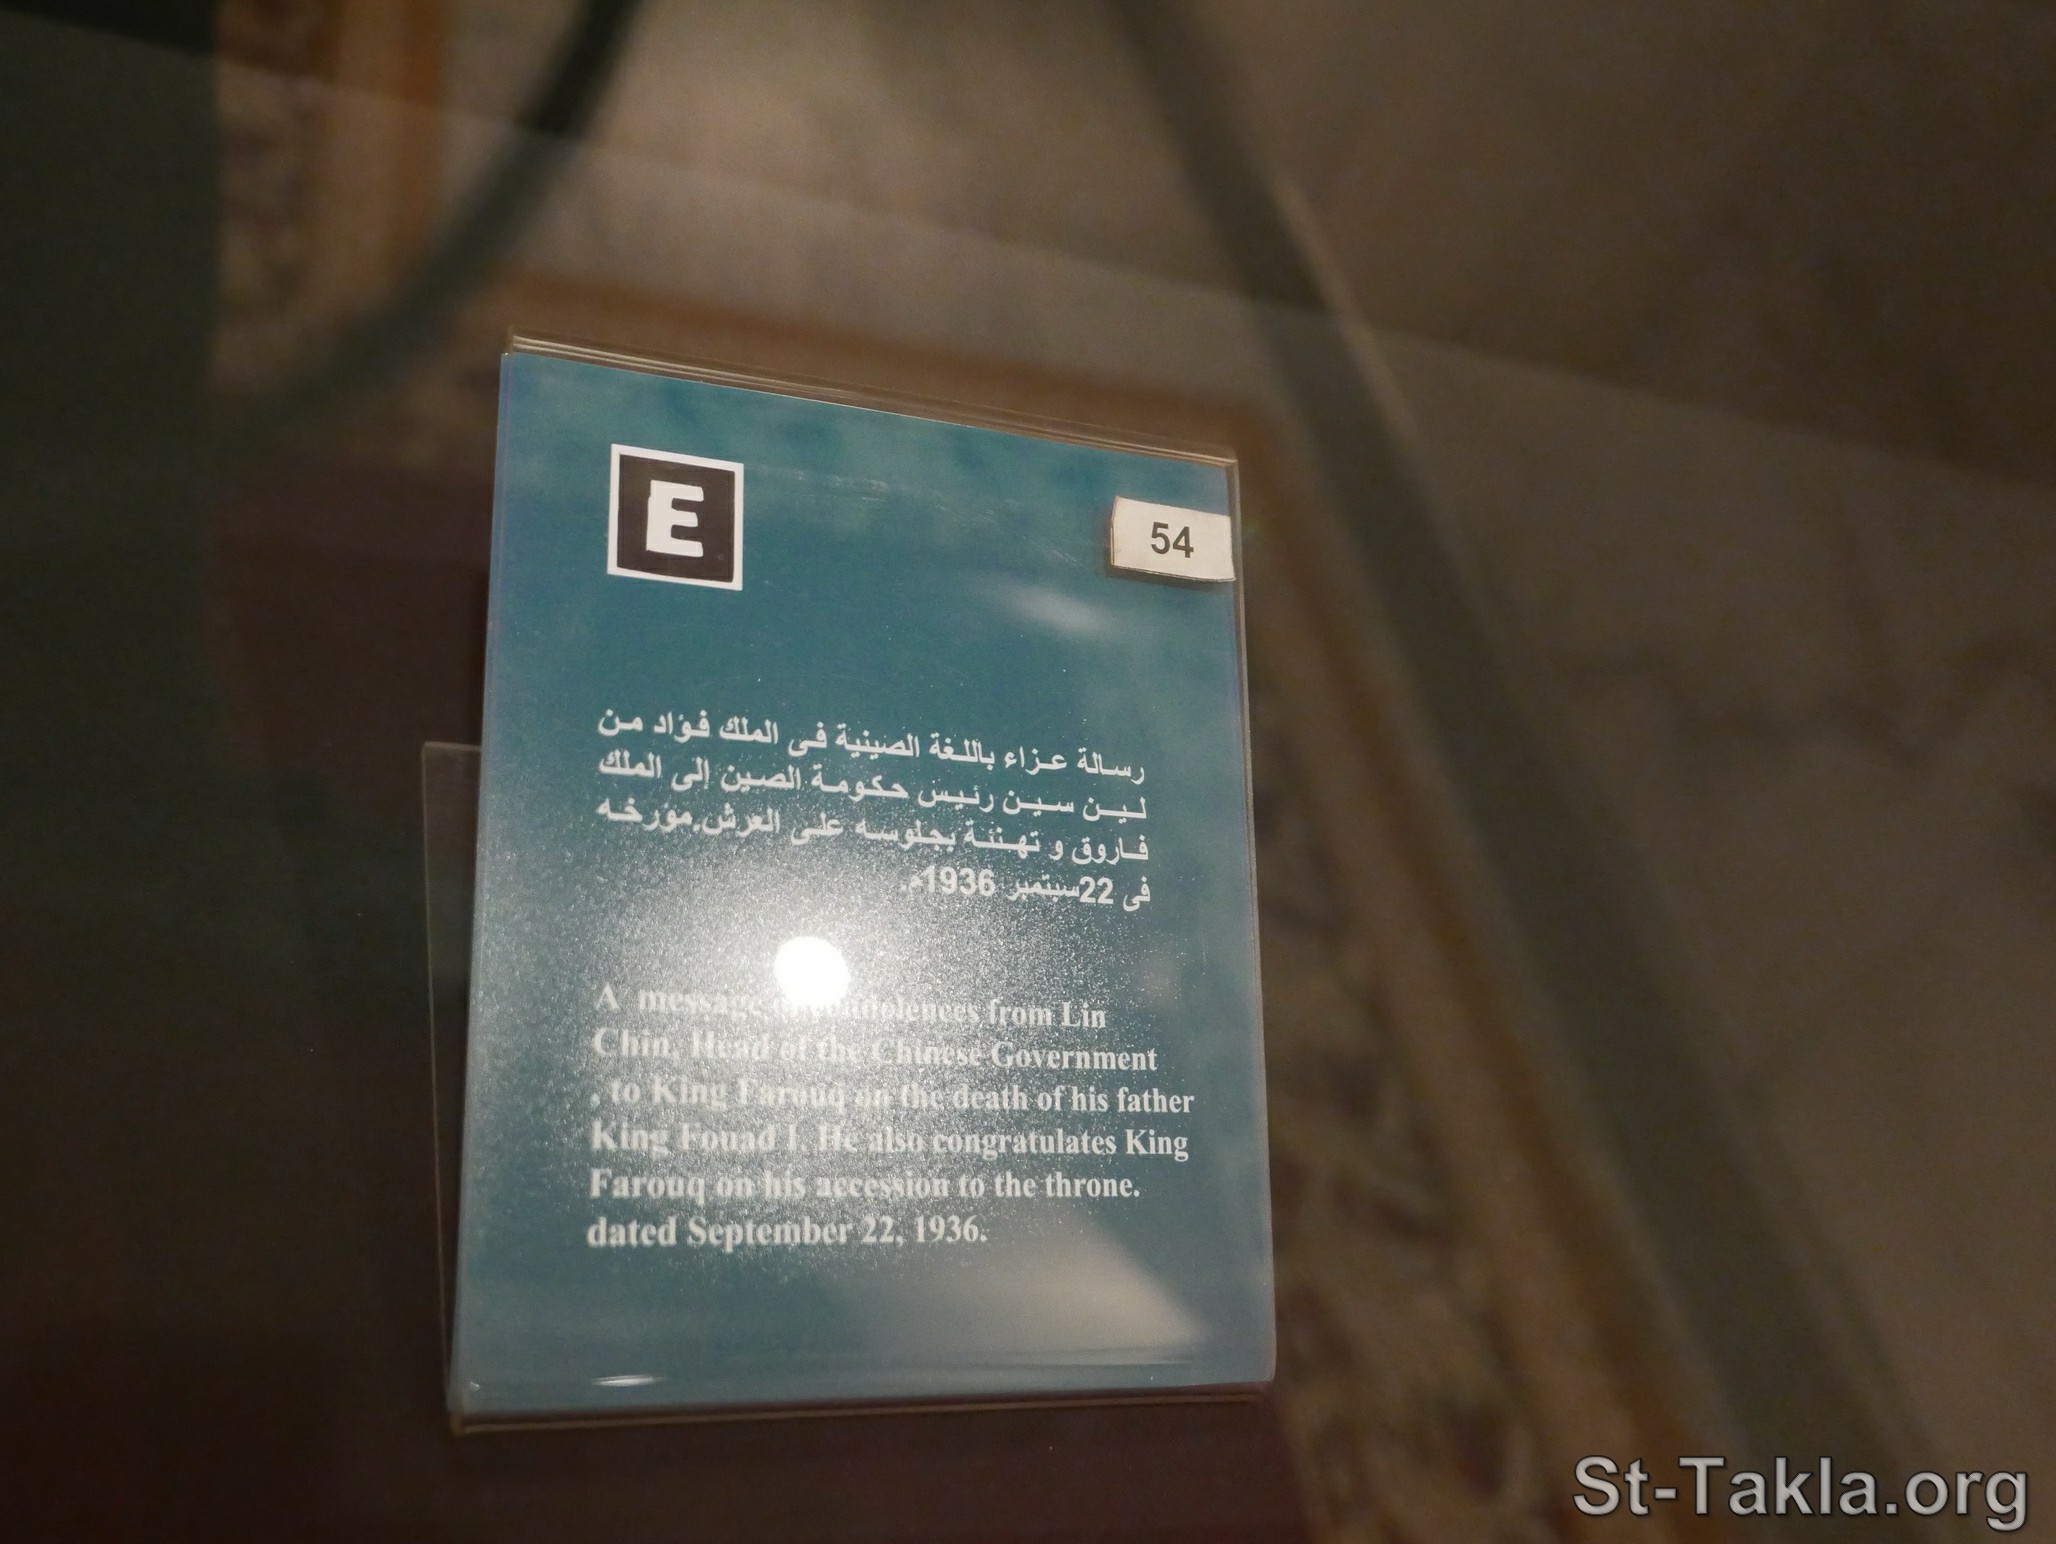 E
54
رسالة عزاء باللغة الصينية فى الملك فؤاد من
لين سين رئيس حكومة الصين إلى الملك
فاروق و تهنئة بجلوسه على العرش.مؤرخه
فى 22سبتمبر 1936م.
A message condolences from Lin
Chin, Head of the Chinese Government
, to King Farouq on the death of his father
King Fouad I. He also congratulates King
Farouq on his accession to the throne.
dated September 22, 1936.
St-Takla.org